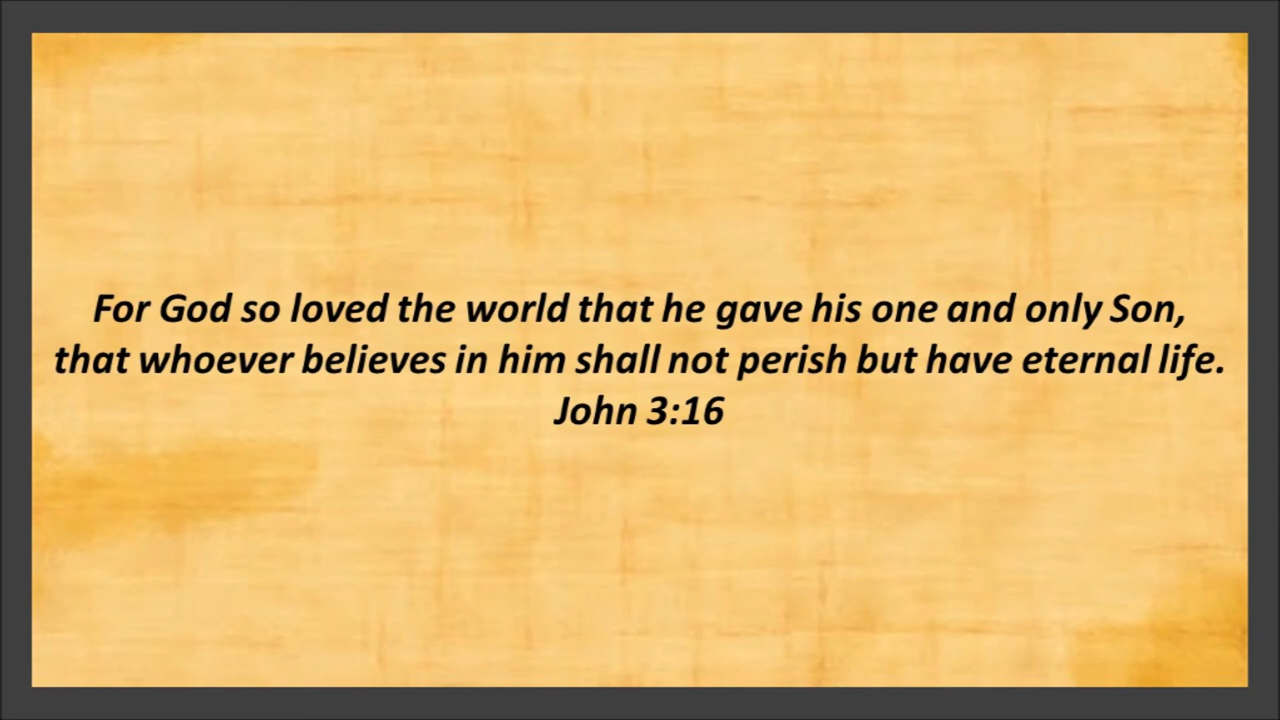 For God so loved the world that he gave his one and only Son,
that whoever believes in him shall not perish but have eternal life.
John 3:16